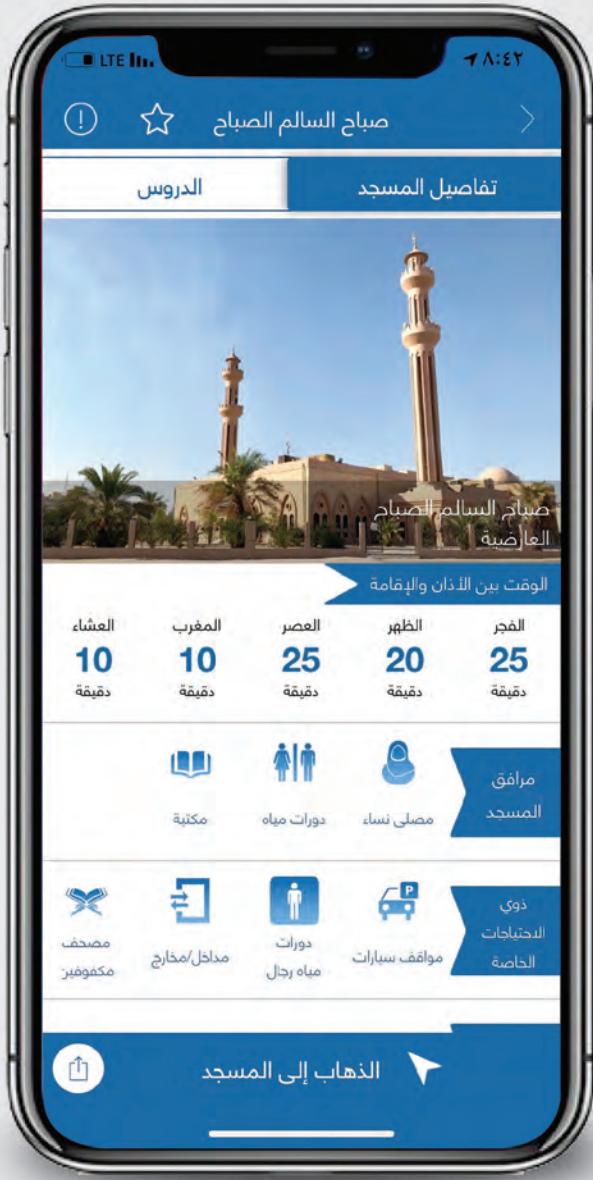 ٨:٤٢
LTE
صباح السالم الصباح
تفاصيل المسجد
الدروس
صباح السالم الصباح
العارضية
الوقت بين الأذان والإقامة
الفجر الظهر العصر المغرب العشاء
25 20 25 10 10
دقيقة دقيقة دقيقة دقيقة دقيقة
مرافق
المسجد
مصلى نساء
دورات مياه
مكتبة
ذوي
الاحتياجات
الخاصة
P
مواقف سيارات
دورات
مياه رجال
مداخل/مخارج
مصحف
مكفوفين
الذهاب إلى المسجد